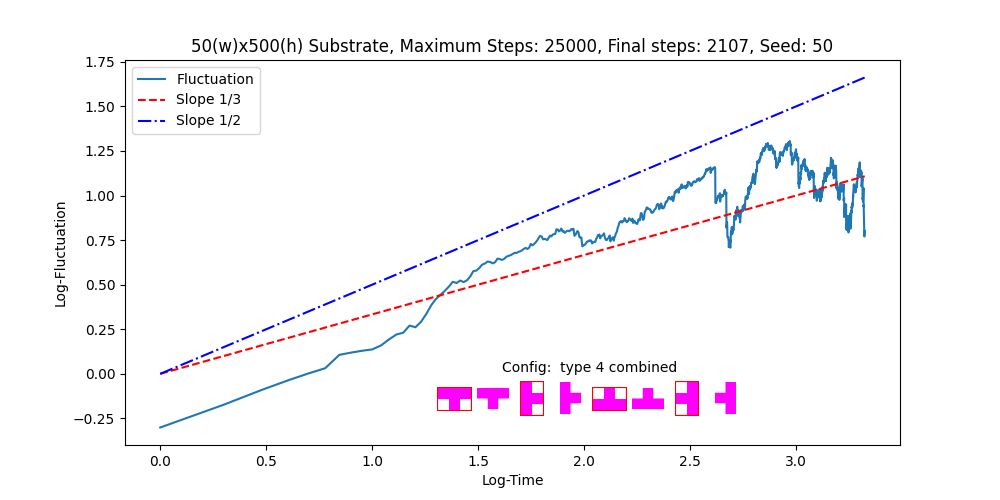 50(w)x500(h) Substrate, Maximum Steps: 25000, Final steps: 2107, Seed: 50
Fluctuation
Slope 1/3
Slope 1/2
1.75
1.50
1.25
1.00
0.75
0.50
0.25
0.00
−0.25
Log-Fluctuation
Config:  type 4 combined
0.0
0.5
1.0
1.5
2.0
2.5
3.0
Log-Time